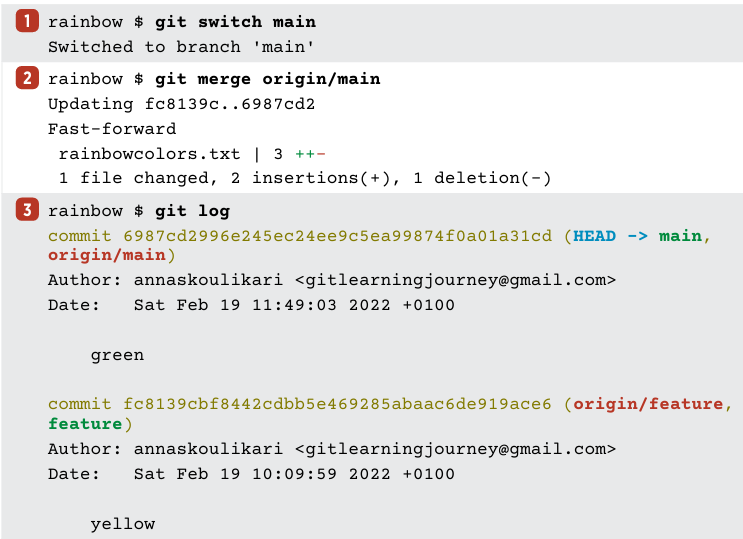 1 rainbow $ git switch main
Switched to branch 'main'
2 rainbow $ git merge origin/main
Updating fc8139c..6987cd2
Fast-forward
 rainbowcolors.txt | 3 ++-
 1 file changed, 2 insertions(+), 1 deletion(-)
3 rainbow $ git log
commit 6987cd2996e245ec24ee9c5ea99874f0a01a31cd (HEAD -> main,
origin/main)
Author: annaskoulikari <gitlearningjourney@gmail.com>
Date:   Sat Feb 19 11:49:03 2022 +0100
    green
commit fc8139cbf8442cdbb5e469285abaac6de919ace6 (origin/feature,
feature)
Author: annaskoulikari <gitlearningjourney@gmail.com>
Date:   Sat Feb 19 10:09:59 2022 +0100
    yellow